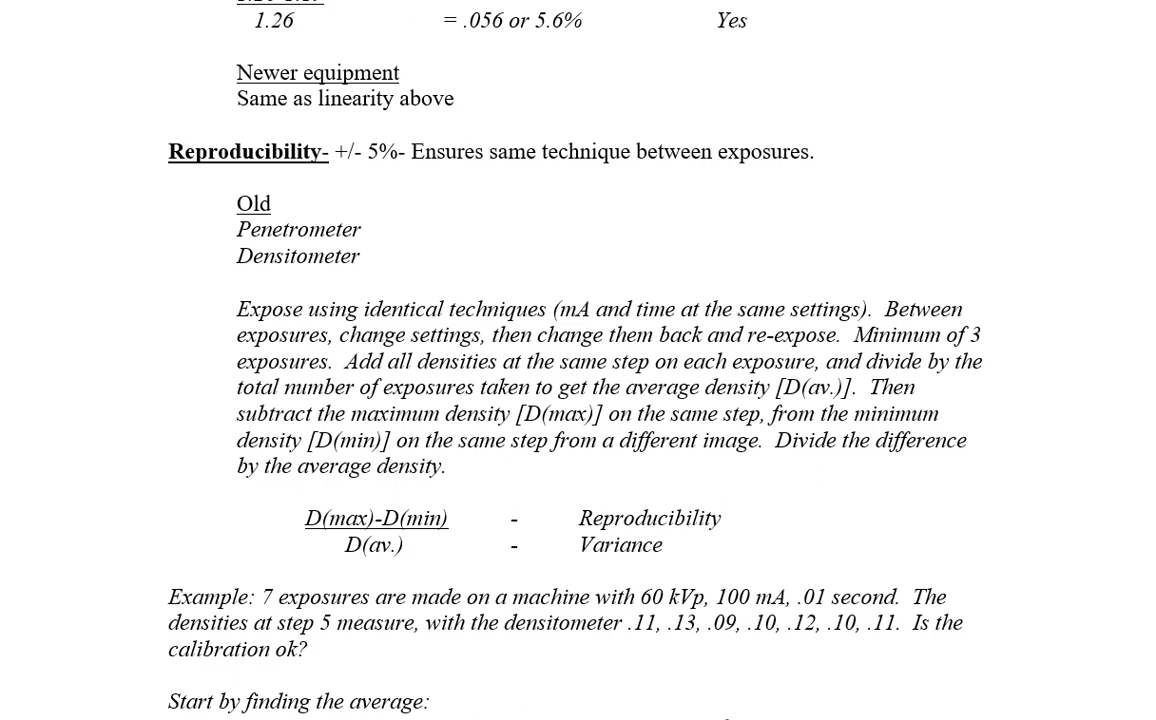 1.26 = .056 or 5.6% Yes
Newer equipment
Same as linearity above
Reproducibility- +/- 5%- Ensures same technique between exposures.
Old
Penetrometer
Densitometer
Expose using identical techniques (mA and time at the same settings). Between
exposures, change settings, then change them back and re-expose. Minimum of 3
exposures. Add all densities at the same step on each exposure, and divide by the
total number of exposures taken to get the average density [D(av.)]. Then
subtract the maximum density [D(max)] on the same step, from the minimum
density [D(min)] on the same step from a different image. Divide the difference
by the average density.
D(max)-D(min) - Reproducibility
D(av.) - Variance
Example: 7 exposures are made on a machine with 60 kVp, 100 mA, .01 second. The
densities at step 5 measure, with the densitometer .11, .13, .09, .10, .12, .10, .11. Is the
calibration ok?
Start by finding the average: